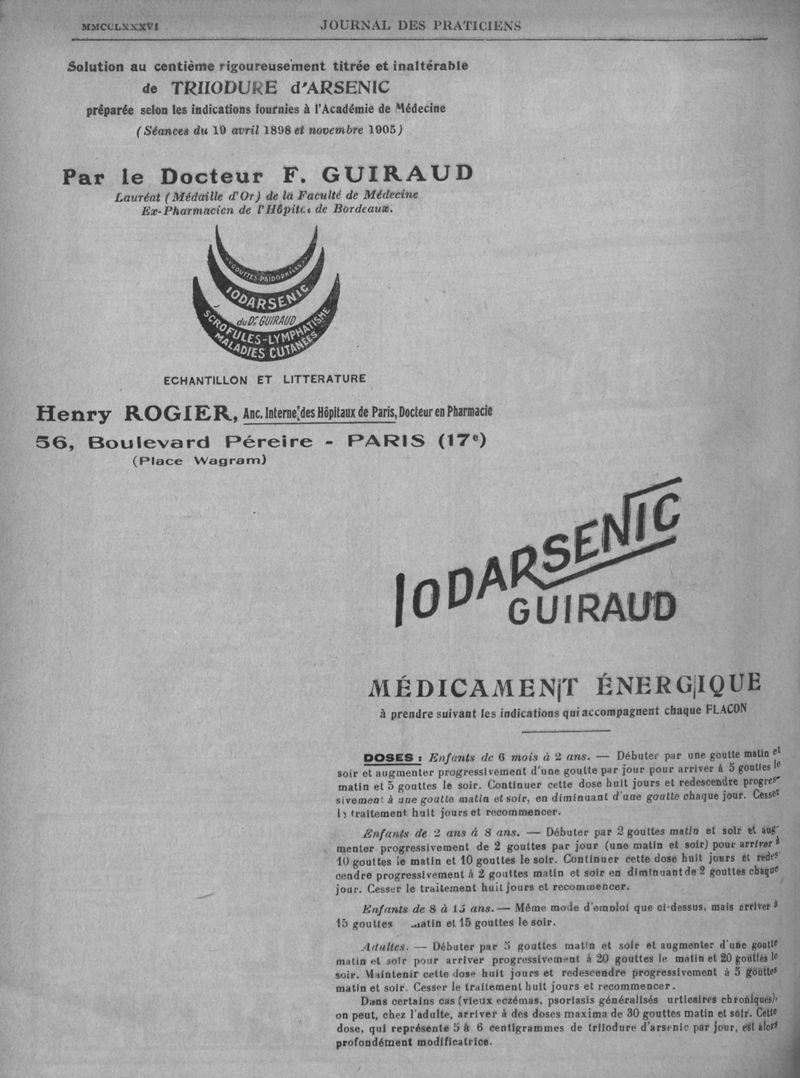 MMCCLXXXVI
JOURNAL DES PRATICIENS
Solution au centième rigoureusement titrée et inaltérable
de TRIIODURE d'ARSENIC
préparée selon les indications fournies à l'Académie de Médecine
(Séances du 19 avril 1898 et novembre 1905)
Par le Docteur F. GUIRAUD
Lauréat (Médaille d'Or) de la Faculté de Médecine
Ex-Pharmacien de l'Hôpital de Bordeaux.
GOUTTES PAÏDOPHILES
IODARSENIC
du Dr. GUIRAUD
SCROFULES-LYMPHATISME
MALADIES CUTANÉES
ECHANTILLON ET LITTERATURE
Henry ROGIER, Anc. Interne des Hôpitaux de Paris, Docteur en Pharmacie
56, Boulevard Péreire - PARIS (17e)
(Place Wagram)
IODARSENIC
GUIRAUD
MÉDICAMENT ÉNERGIQUE
à prendre suivant les indications qui accompagnent chaque FLACON
DOSES : Enfants de 6 mois à 2 ans. — Débuter par une goutte matin et
soir et augmenter progressivement d'une goutte par jour pour arriver à 5 gouttes le
matin et 5 gouttes le soir. Continuer cette dose huit jours et redescendre progres-
sivement à une goutte matin et soir, en diminuant d'une goutte chaque jour. Cesser
le traitement huit jours et recommencer.
Enfants de 2 ans à 8 ans. — Débuter par 2 gouttes matin et soir et aug-
menter progressivement de 2 gouttes par jour (une matin et soir) pour arriver à
10 gouttes le matin et 10 gouttes le soir. Continuer cette dose huit jours et redes
cendre progressivement à 2 gouttes matin et soir en diminuant de 2 gouttes chaque
jour. Cesser le traitement huit jours et recommencer.
Enfants de 8 à 15 ans. — Même mode d'emploi que ci-dessus, mais arriver à
15 gouttes matin et 15 gouttes le soir.
Adultes. — Débuter par 5 gouttes matin et soir et augmenter d'une goutte
matin et soir pour arriver progressivement à 20 gouttes le matin et 20 gouttes le
soir. Maintenir cette dose huit jours et redescendre progressivement à 5 gouttes
matin et soir. Cesser le traitement huit jours et recommencer.
Dans certains cas (vieux eczémas, psoriasis généralisés urticaires chroniques),
on peut, chez l'adulte, arriver à des doses maxima de 30 gouttes matin et soir. Cette
dose, qui représente 5 à 6 centigrammes de triiodure d'arsenic par jour, est alors
profondément modificatrice.